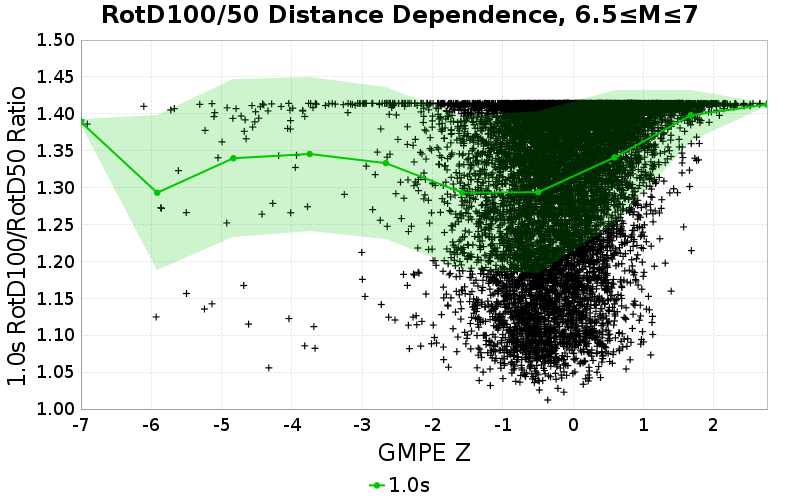 RotD100/50 Distance Dependence, 6.5≤M≤7
1.0s RotD100/RotD50 Ratio
1.50
1.45
1.40
1.35
1.30
1.25
1.20
1.15
1.10
1.05
1.00
-7 -6 -5 -4 -3 -2 -1 0 1 2
GMPE Z
1.0s